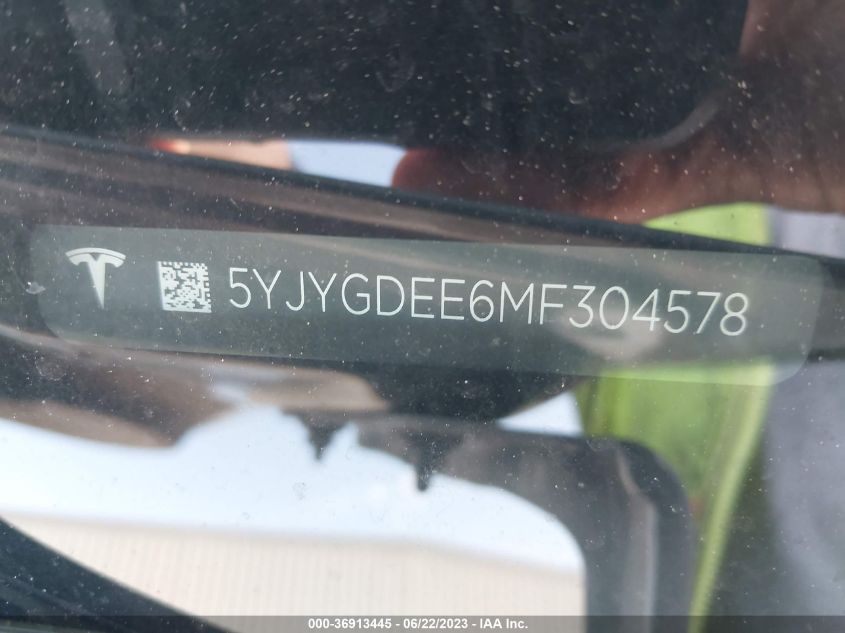 5YJYGDEE6MF304578
000-36913445 - 06/22/2023 - IAA Inc.